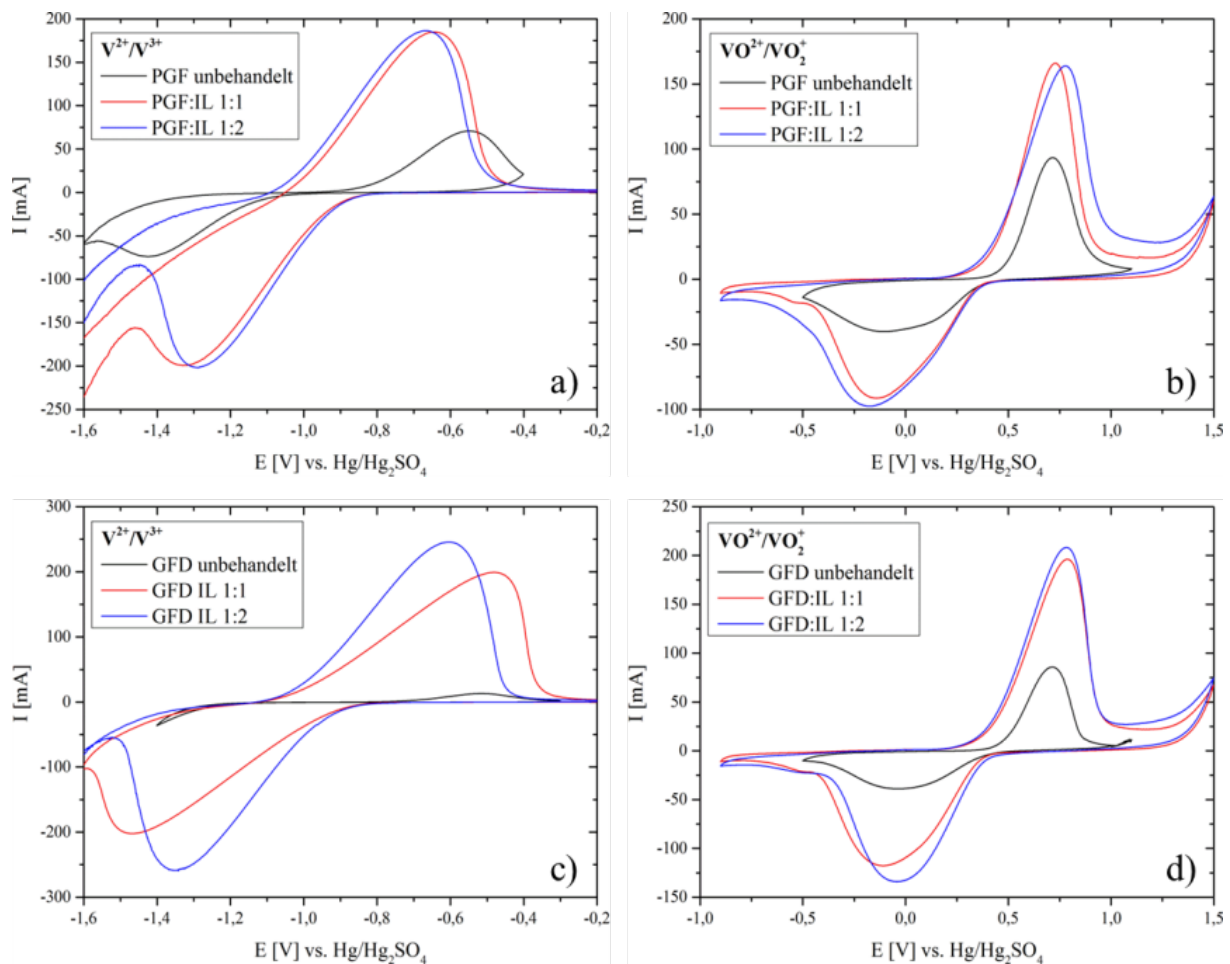 V²⁺/V³⁺
PGF unbehandelt
PGF:IL 1:1
PGF:IL 1:2
200
150
100
50
0
-50
-100
-150
-200
-250
I [mA]
-1,6
-1,4
-1,2
-1,0
-0,8
-0,6
-0,4
-0,2
E [V] vs. Hg/Hg₂SO₄
a)
VO²⁺/VO₂⁺
PGF unbehandelt
PGF:IL 1:1
PGF:IL 1:2
200
150
100
50
0
-50
-100
I [mA]
-1,0
-0,5
0,0
0,5
1,0
1,5
E [V] vs. Hg/Hg₂SO₄
b)
V²⁺/V³⁺
GFD unbehandelt
GFD IL 1:1
GFD IL 1:2
300
200
100
0
-100
-200
-300
I [mA]
-1,6
-1,4
-1,2
-1,0
-0,8
-0,6
-0,4
-0,2
E [V] vs. Hg/Hg₂SO₄
c)
VO²⁺/VO₂⁺
GFD unbehandelt
GFD:IL 1:1
GFD:IL 1:2
250
200
150
100
50
0
-50
-100
-150
I [mA]
-1,0
-0,5
0,0
0,5
1,0
1,5
E [V] vs. Hg/Hg₂SO₄
d)